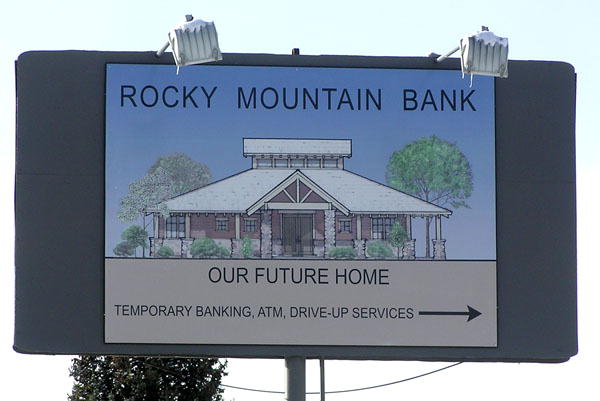 ROCKY MOUNTAIN BANK
OUR FUTURE HOME
TEMPORARY BANKING, ATM, DRIVE-UP SERVICES